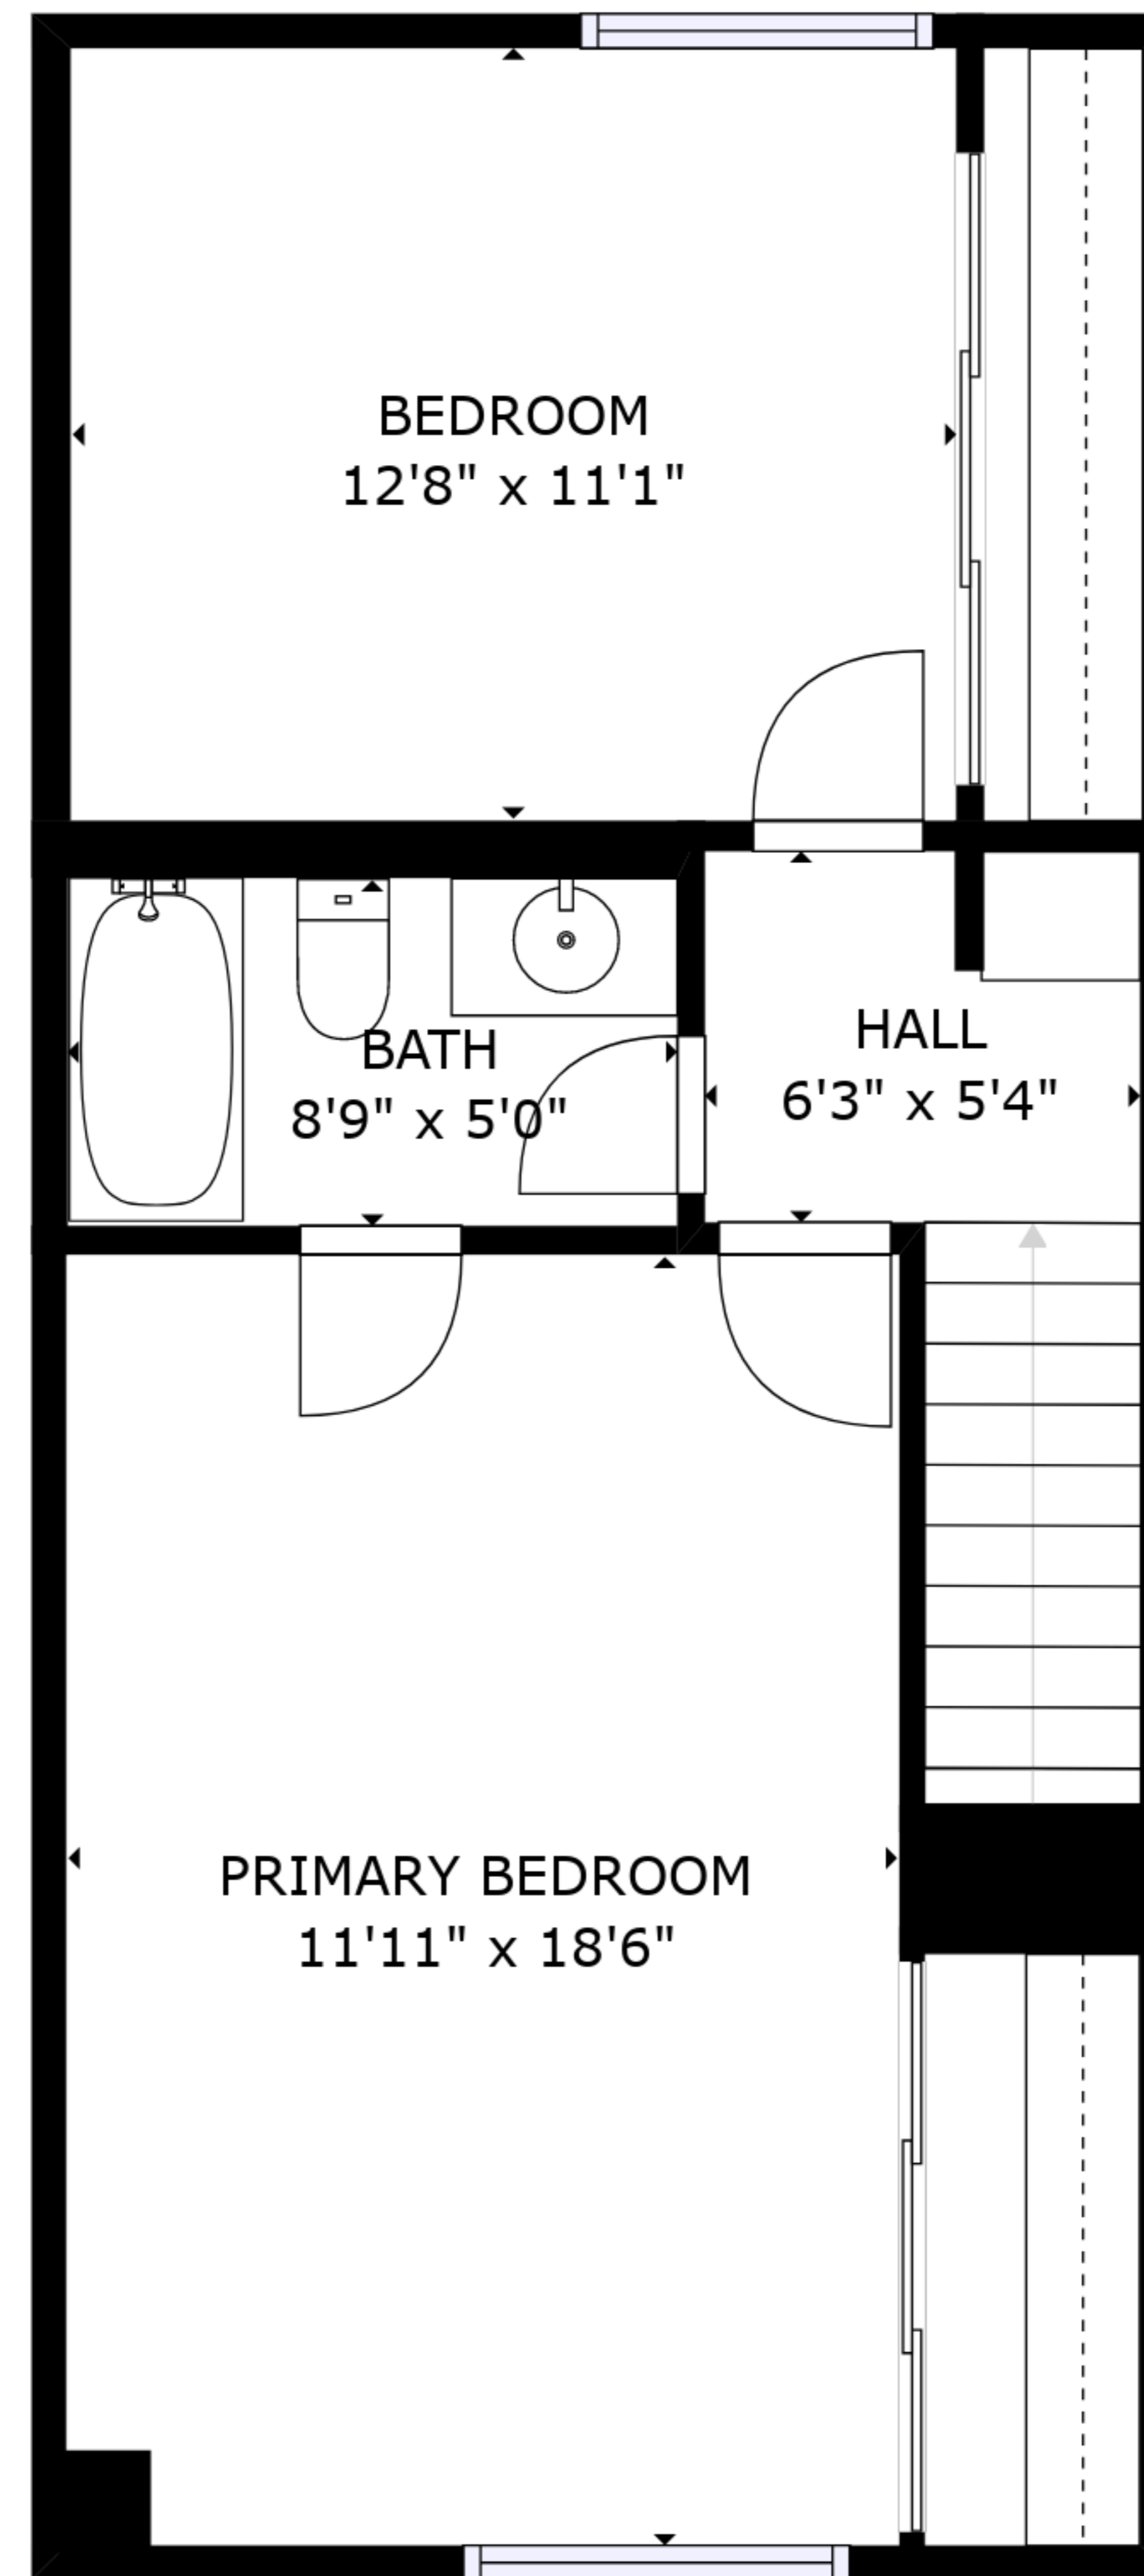 BEDROOM
12'8" x 11'1"
BATH
8'9" x 5'0"
HALL
6'3" x 5'4"
PRIMARY BEDROOM
11'11" x 18'6"